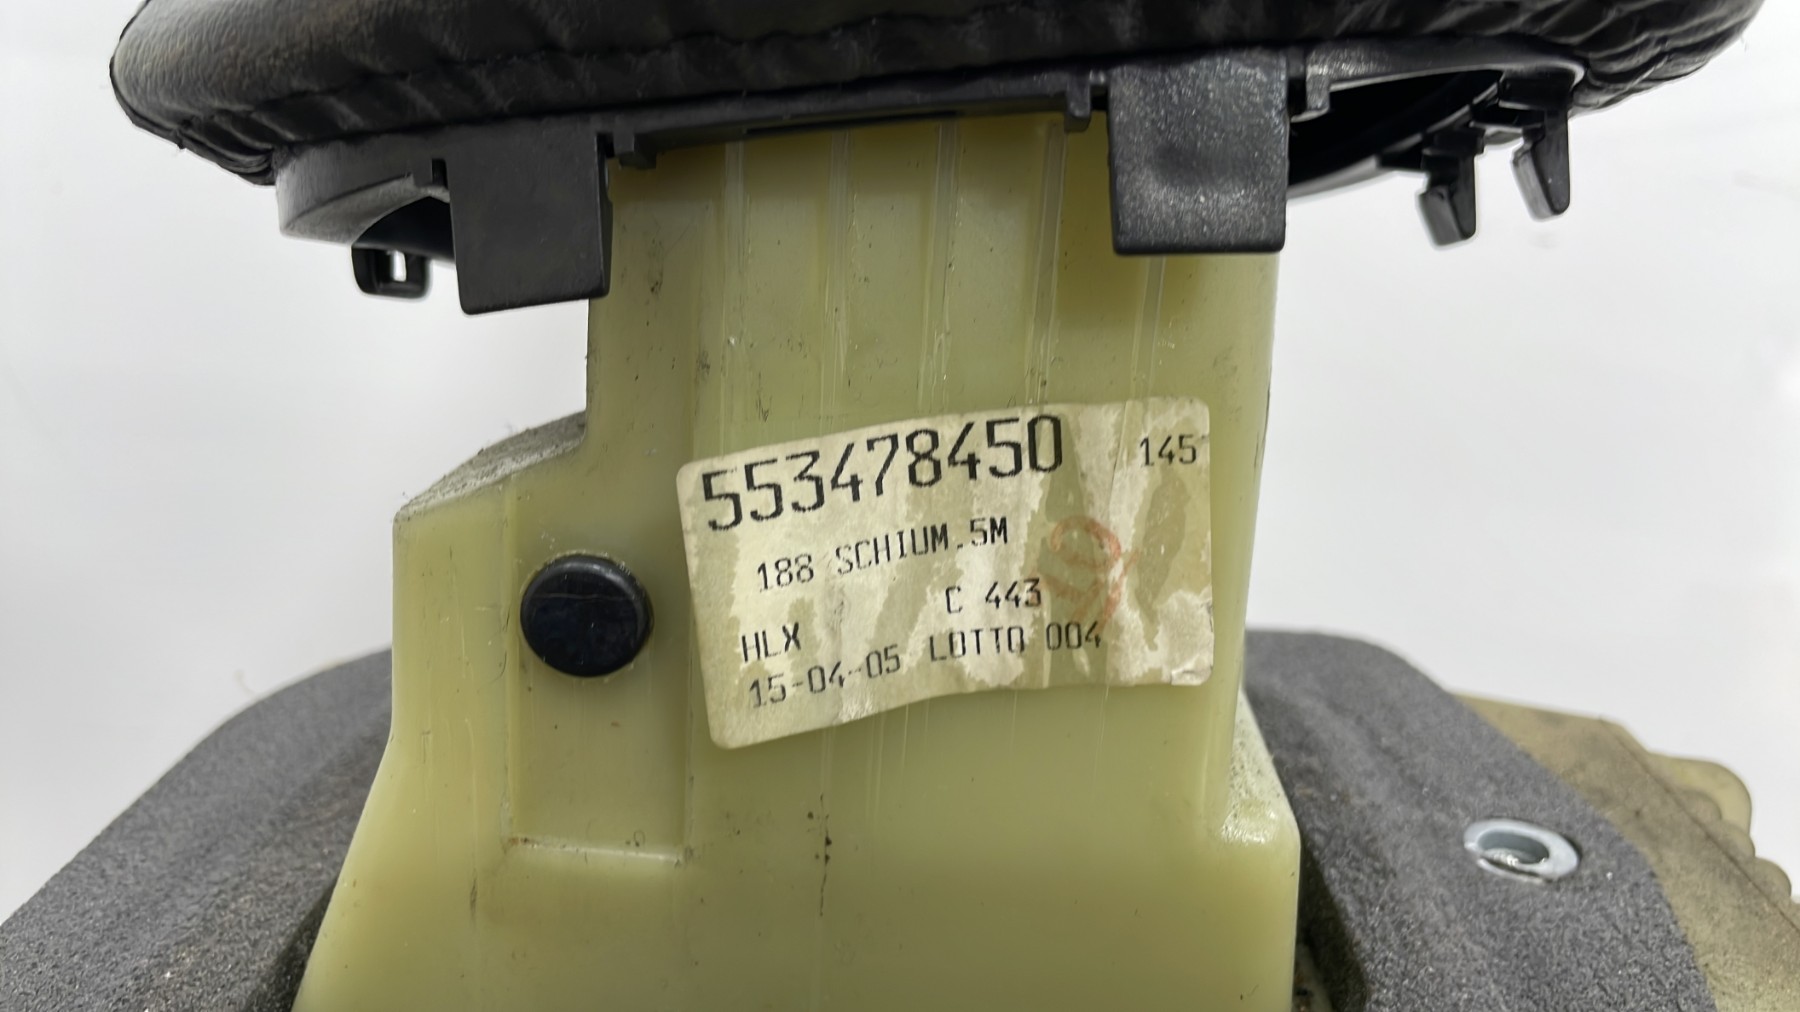 553478450 145
188 SCHIUM.5M
C 443
HLX
15-04-05 LOTTO 004